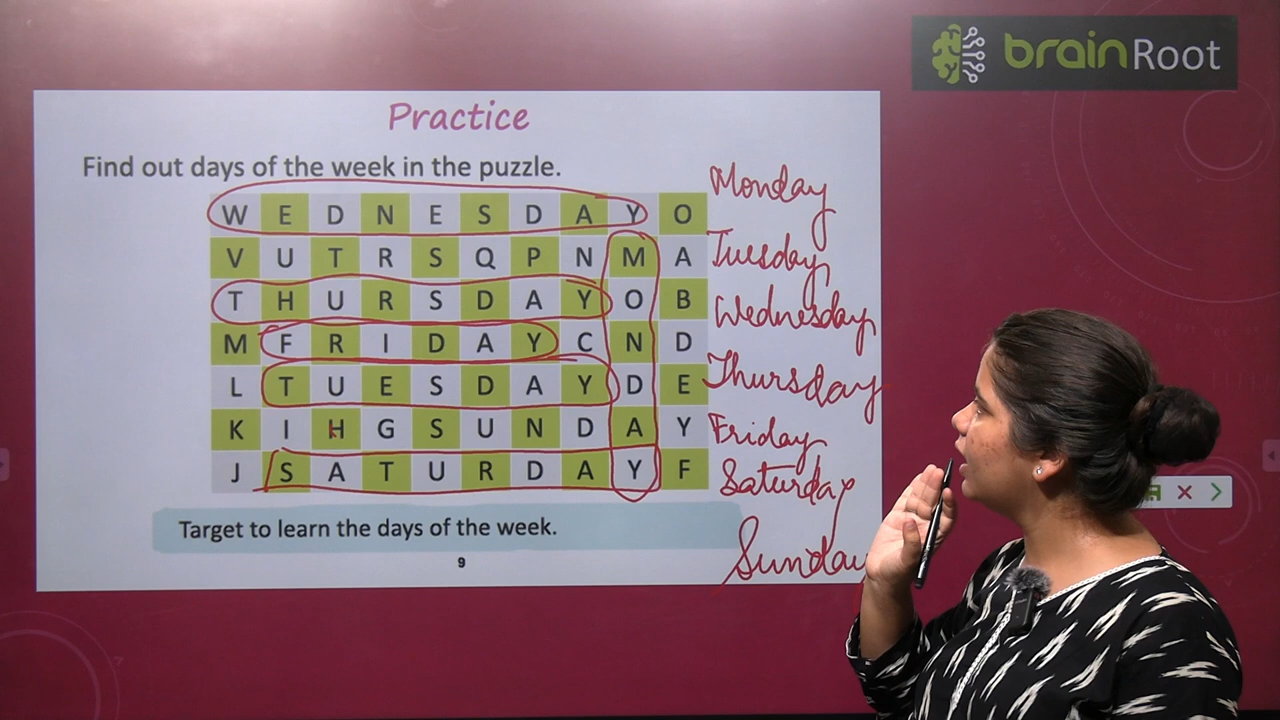 brainRoot
Practice
Find out days of the week in the puzzle.
W E D N E S D A Y O
V U T R S Q P N M A
T H U R S D A Y O B
M F R I D A Y C N D
L T U E S D A Y D E
K I H G S U N D A Y
J S A T U R D A Y F
Monday
Tuesday
Wednesday
Thursday
Friday
Saturday
Sunday
Target to learn the days of the week.
9